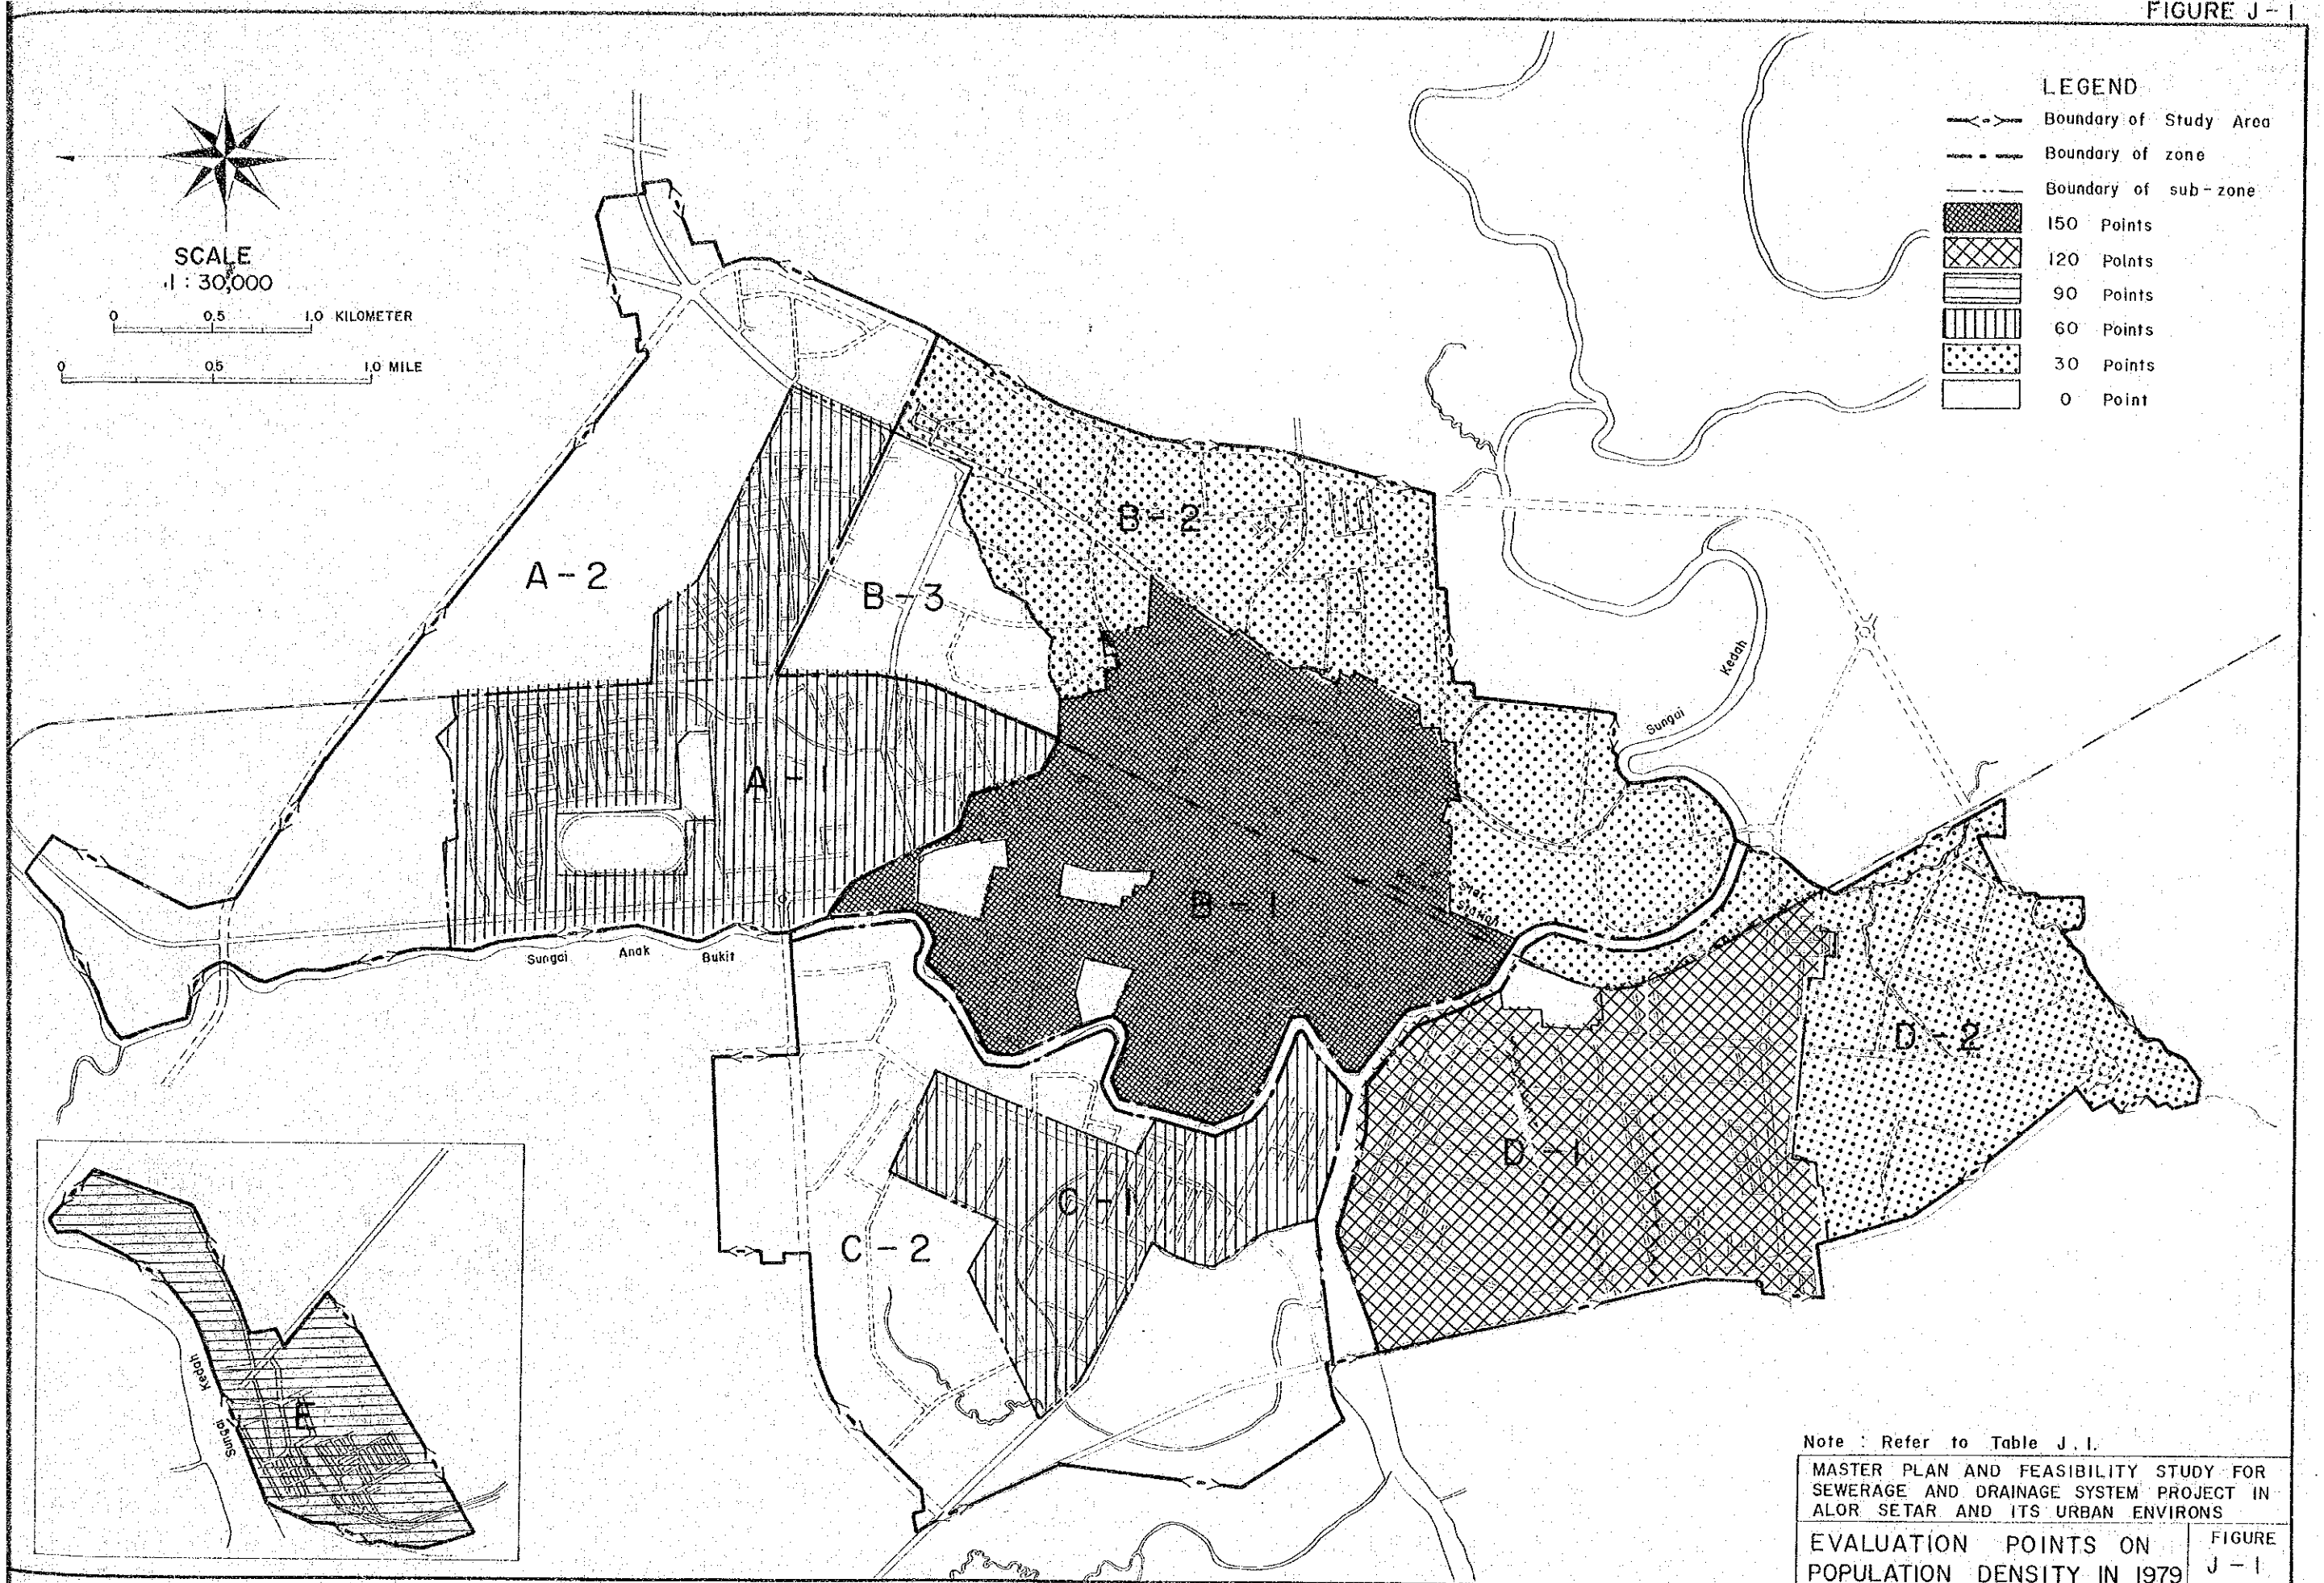 FIGURE J-1
LEGEND
Boundary of Study Area
Boundary of zone
Boundary of sub-zone
150 Points
120 Points
90 Points
60 Points
30 Points
0 Point
SCALE
1 : 30,000
0 0.5 1.0 KILOMETER
0 0.5 1.0 MILE
A-2
B-2
B-3
Kedah
Sungai
A-1
B-1
Station
Sungai Anak Bukit
D-2
D-1
C-1
C-2
Kedah
Sungai
E
Note : Refer to Table J.1.
MASTER PLAN AND FEASIBILITY STUDY FOR
SEWERAGE AND DRAINAGE SYSTEM PROJECT IN
ALOR SETAR AND ITS URBAN ENVIRONS
EVALUATION POINTS ON
POPULATION DENSITY IN 1979
FIGURE
J-1